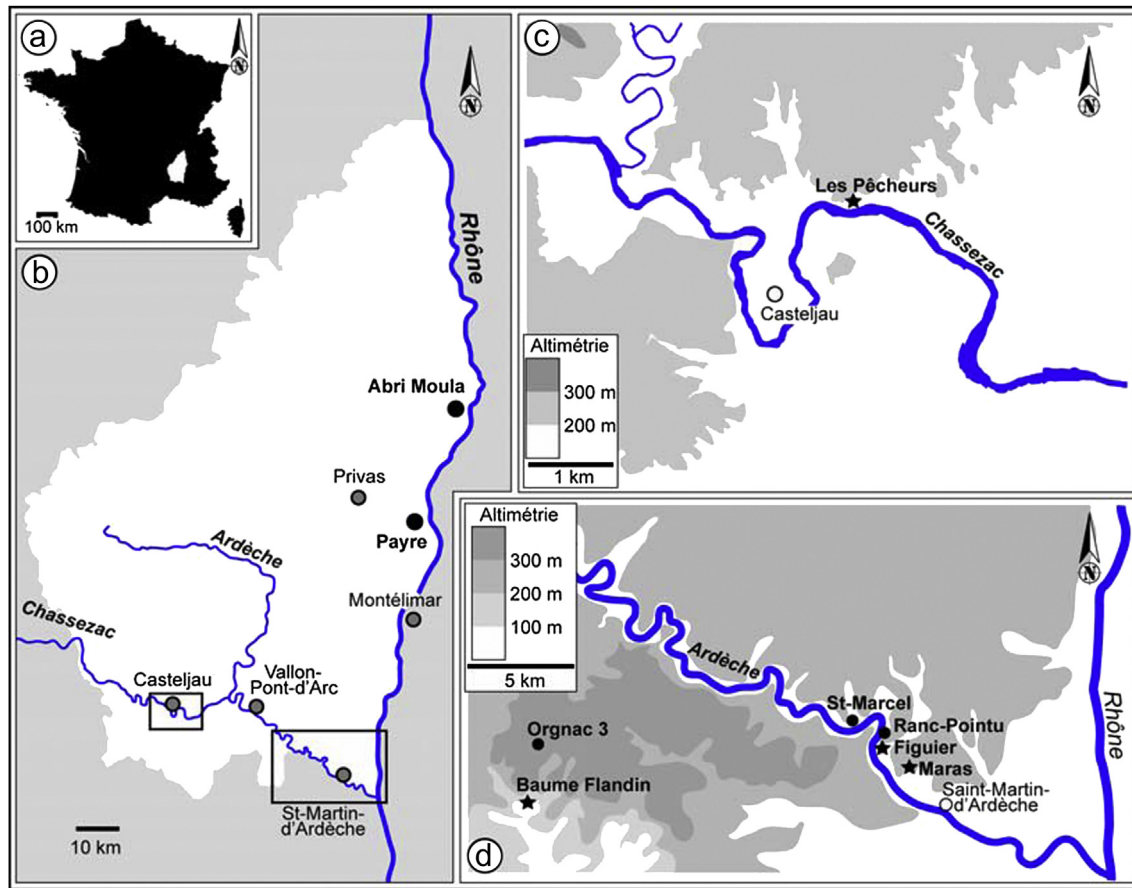 a
N
100 km
b
N
Rhône
Abri Moula
Privas
Payre
Ardèche
Montélimar
Chassezac
Casteljau
Vallon-
Pont-d'Arc
St-Martin-
d'Ardèche
10 km
c
N
Les Pêcheurs
Chassezac
Casteljau
Altimétrie
300 m
200 m
1 km
d
N
Altimétrie
300 m
200 m
100 m
5 km
Ardèche
Rhône
St-Marcel
Ranc-Pointu
Orgnac 3
Figuier
Maras
Baume Flandin
Saint-Martin-
d'Ardèche